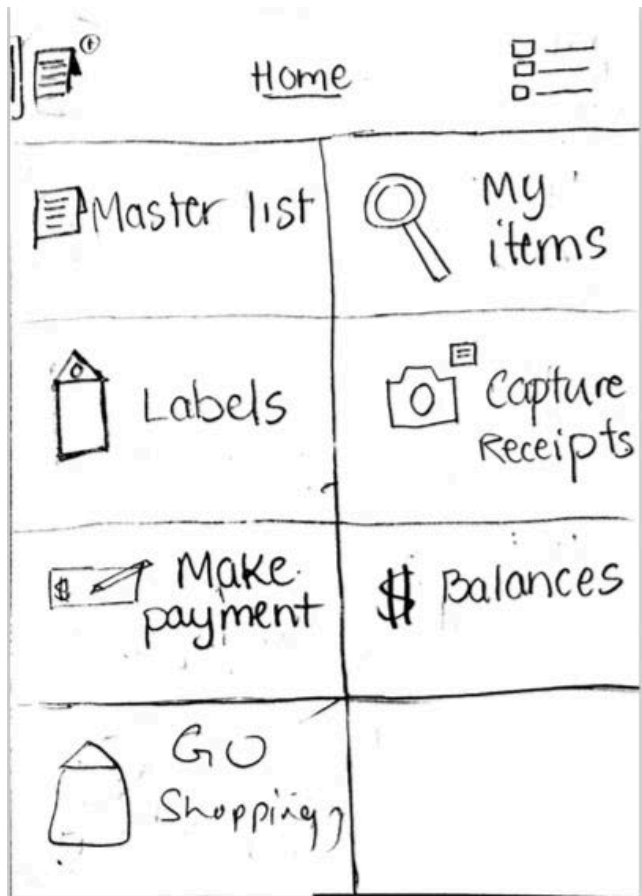 Home
Master list
My
items
Labels
Capture
Receipts
$ Make
payment
$ Balances
Go
Shopping